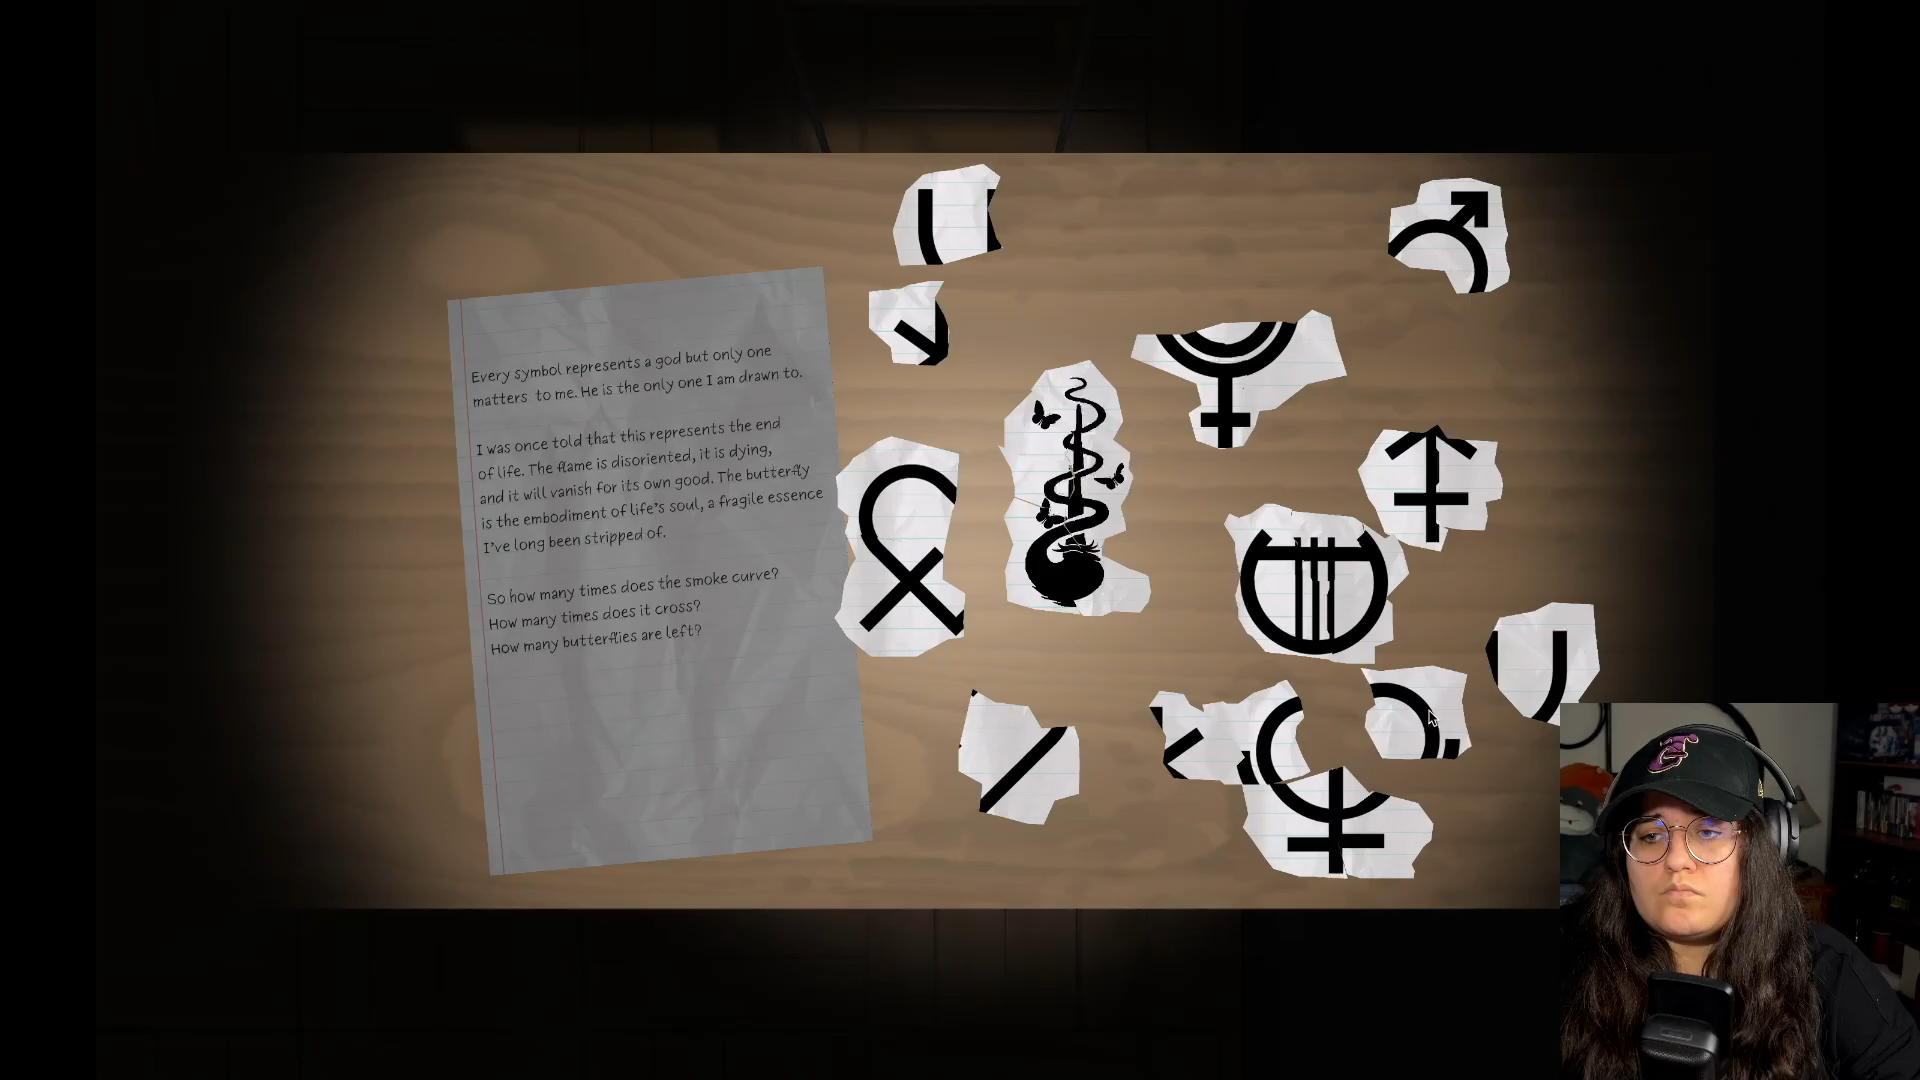 Every symbol represents a god but only one
matters to me. He is the only one I am drawn to.
I was once told that this represents the end
of life. The flame is disoriented, it is dying,
and it will vanish for its own good. The butterfly
is the embodiment of life's soul, a fragile essence
I've long been stripped of.
So how many times does the smoke curve?
How many times does it cross?
How many butterflies are left?